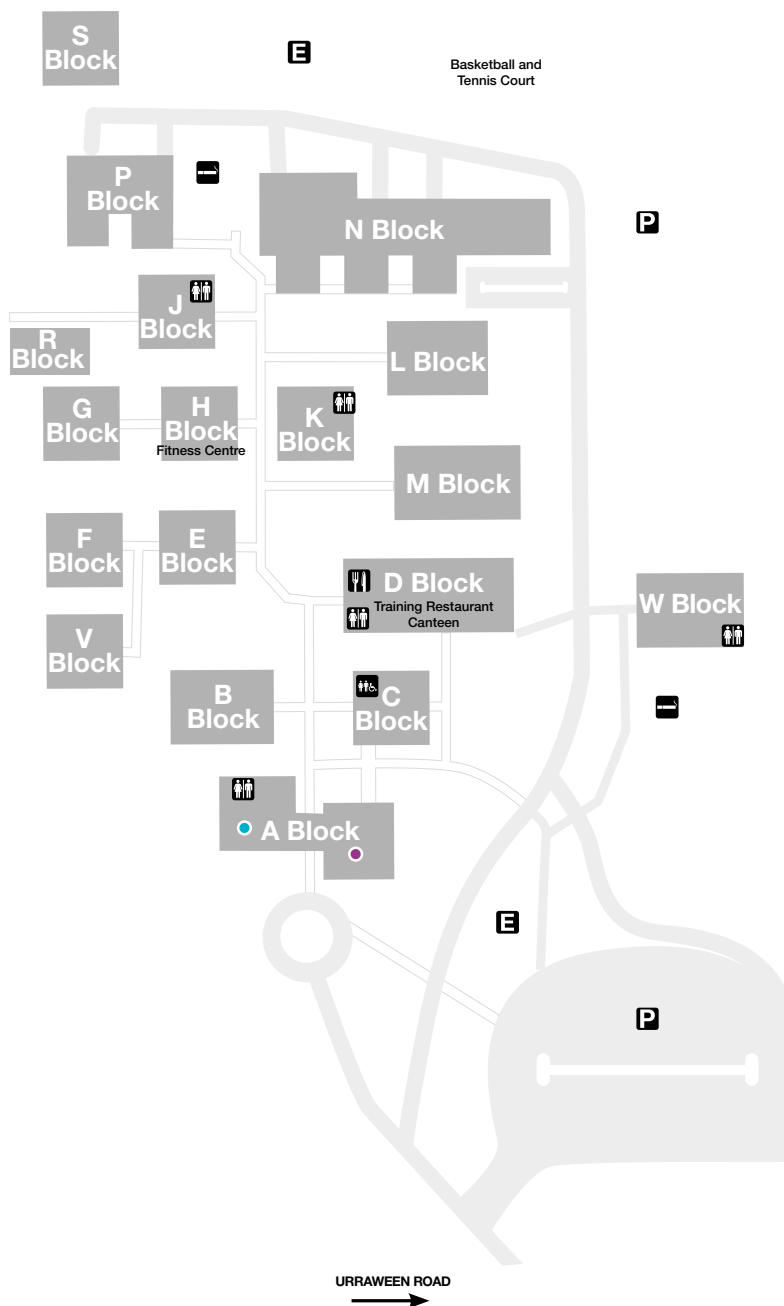 S
Block
E
Basketball and
Tennis Court
P
Block
N Block
P
J
Block
R
Block
L Block
G
Block
H
Block
Fitness Centre
K
Block
M Block
F
Block
E
Block
D Block
Training Restaurant
Canteen
W Block
V
Block
B
Block
C
Block
A Block
E
P
URRAWEEN ROAD